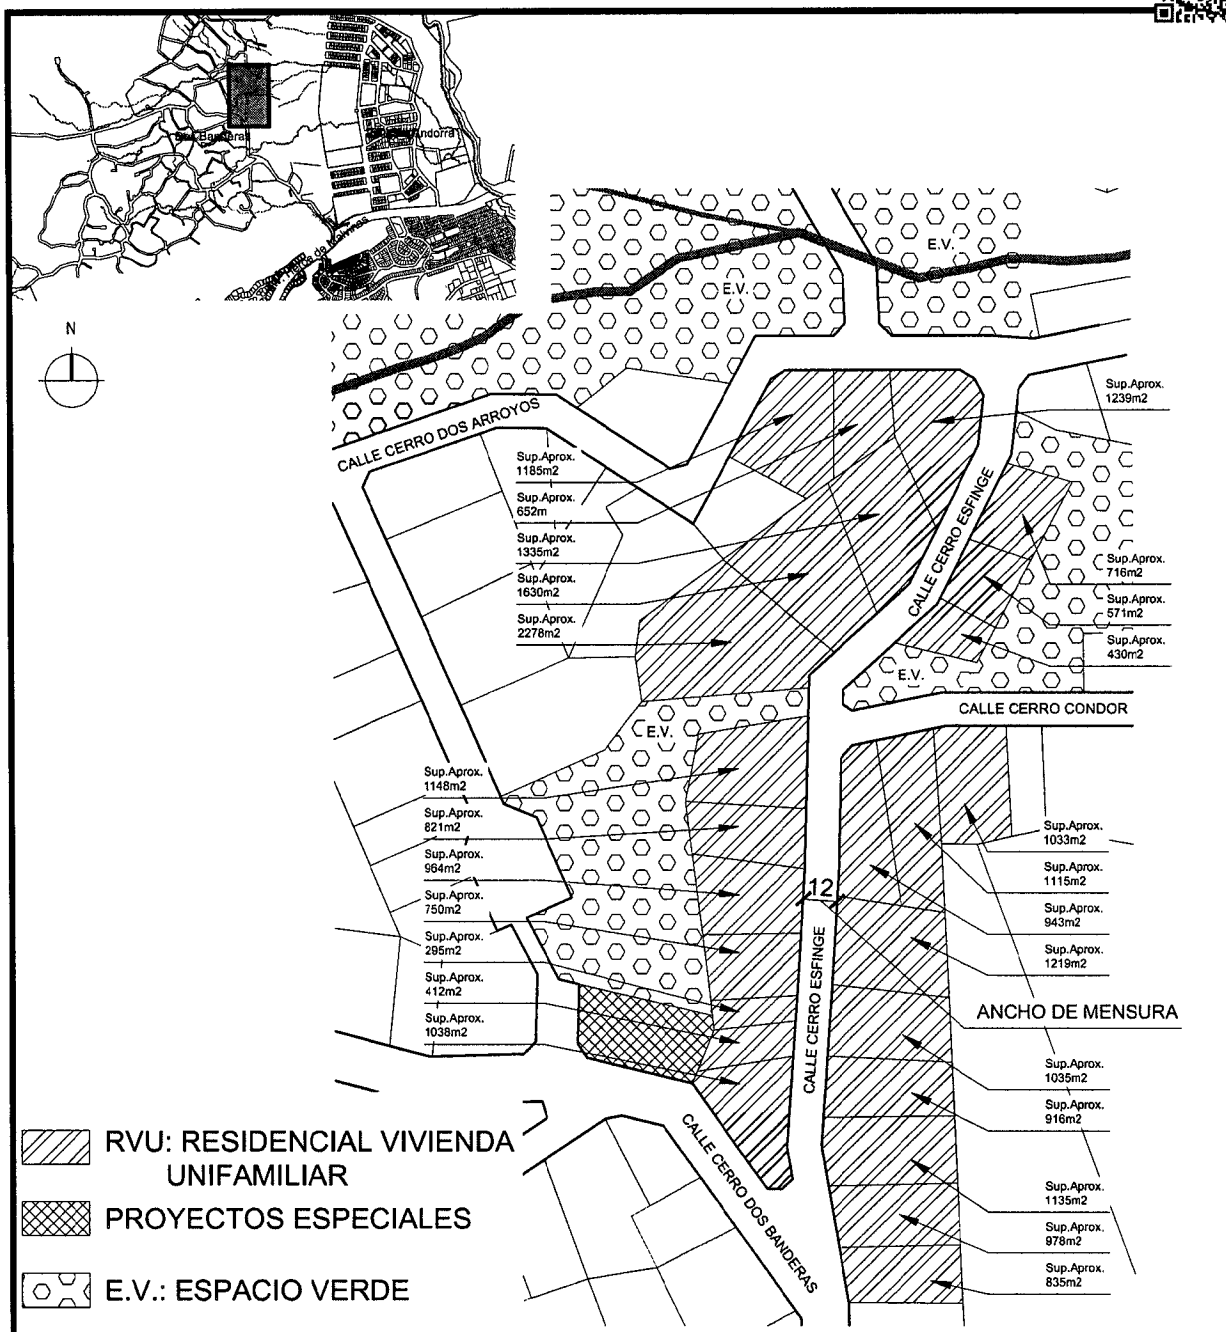 Dos Banderas
N
E.V.
E.V.
CALLE CERRO DOS ARROYOS
Sup.Aprox.
1239m2
Sup.Aprox.
1185m2
Sup.Aprox.
652m
Sup.Aprox.
1335m2
Sup.Aprox.
1630m2
Sup.Aprox.
2278m2
CALLE CERRO ESFINGE
Sup.Aprox.
716m2
Sup.Aprox.
571m2
Sup.Aprox.
430m2
E.V.
CALLE CERRO CONDOR
E.V.
Sup.Aprox.
1148m2
Sup.Aprox.
821m2
Sup.Aprox.
964m2
Sup.Aprox.
750m2
Sup.Aprox.
295m2
Sup.Aprox.
412m2
Sup.Aprox.
1038m2
12
CALLE CERRO ESFINGE
Sup.Aprox.
1033m2
Sup.Aprox.
1115m2
Sup.Aprox.
943m2
Sup.Aprox.
1219m2
ANCHO DE MENSURA
Sup.Aprox.
1035m2
Sup.Aprox.
916m2
Sup.Aprox.
1135m2
Sup.Aprox.
978m2
Sup.Aprox.
835m2
CALLE CERRO DOS BANDERAS
RVU: RESIDENCIAL VIVIENDA
UNIFAMILIAR
PROYECTOS ESPECIALES
E.V.: ESPACIO VERDE